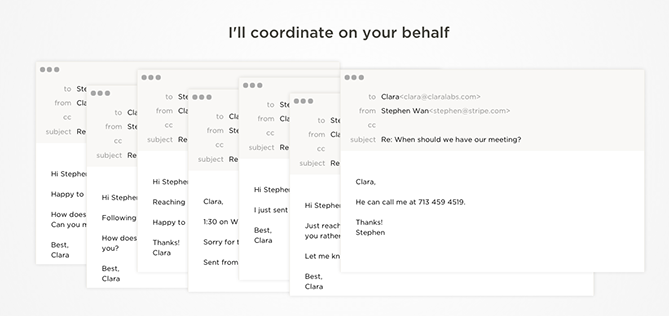 I'll coordinate on your behalf
to Ste
from Cla
cc
subject Re
Hi Stephen
Happy to
How does
Can you m
Best,
Clara
to Cla
from Ste
cc
subject Re
Hi Stephen
Following
How does
you?
Best,
Clara
to Ste
from Clara
cc
subject Re
Hi Stephen
Reaching
Happy to
Thanks!
Clara
to Cla
from Ste
cc
subject Re
Clara,
1:30 on W
Sorry for t
Sent from
to Ste
from Clara
cc
subject Re
Hi Stephen
I just sent
Best,
Clara
to Cla
from Ste
cc
subject Re
Hi Stephen
Just reach
you rather
Let me kn
Best,
Clara
to Clara<clara@claralabs.com>
from Stephen Wan<stephen@stripe.com>
cc
subject Re: When should we have our meeting?
Clara,
He can call me at 713 459 4519.
Thanks!
Stephen